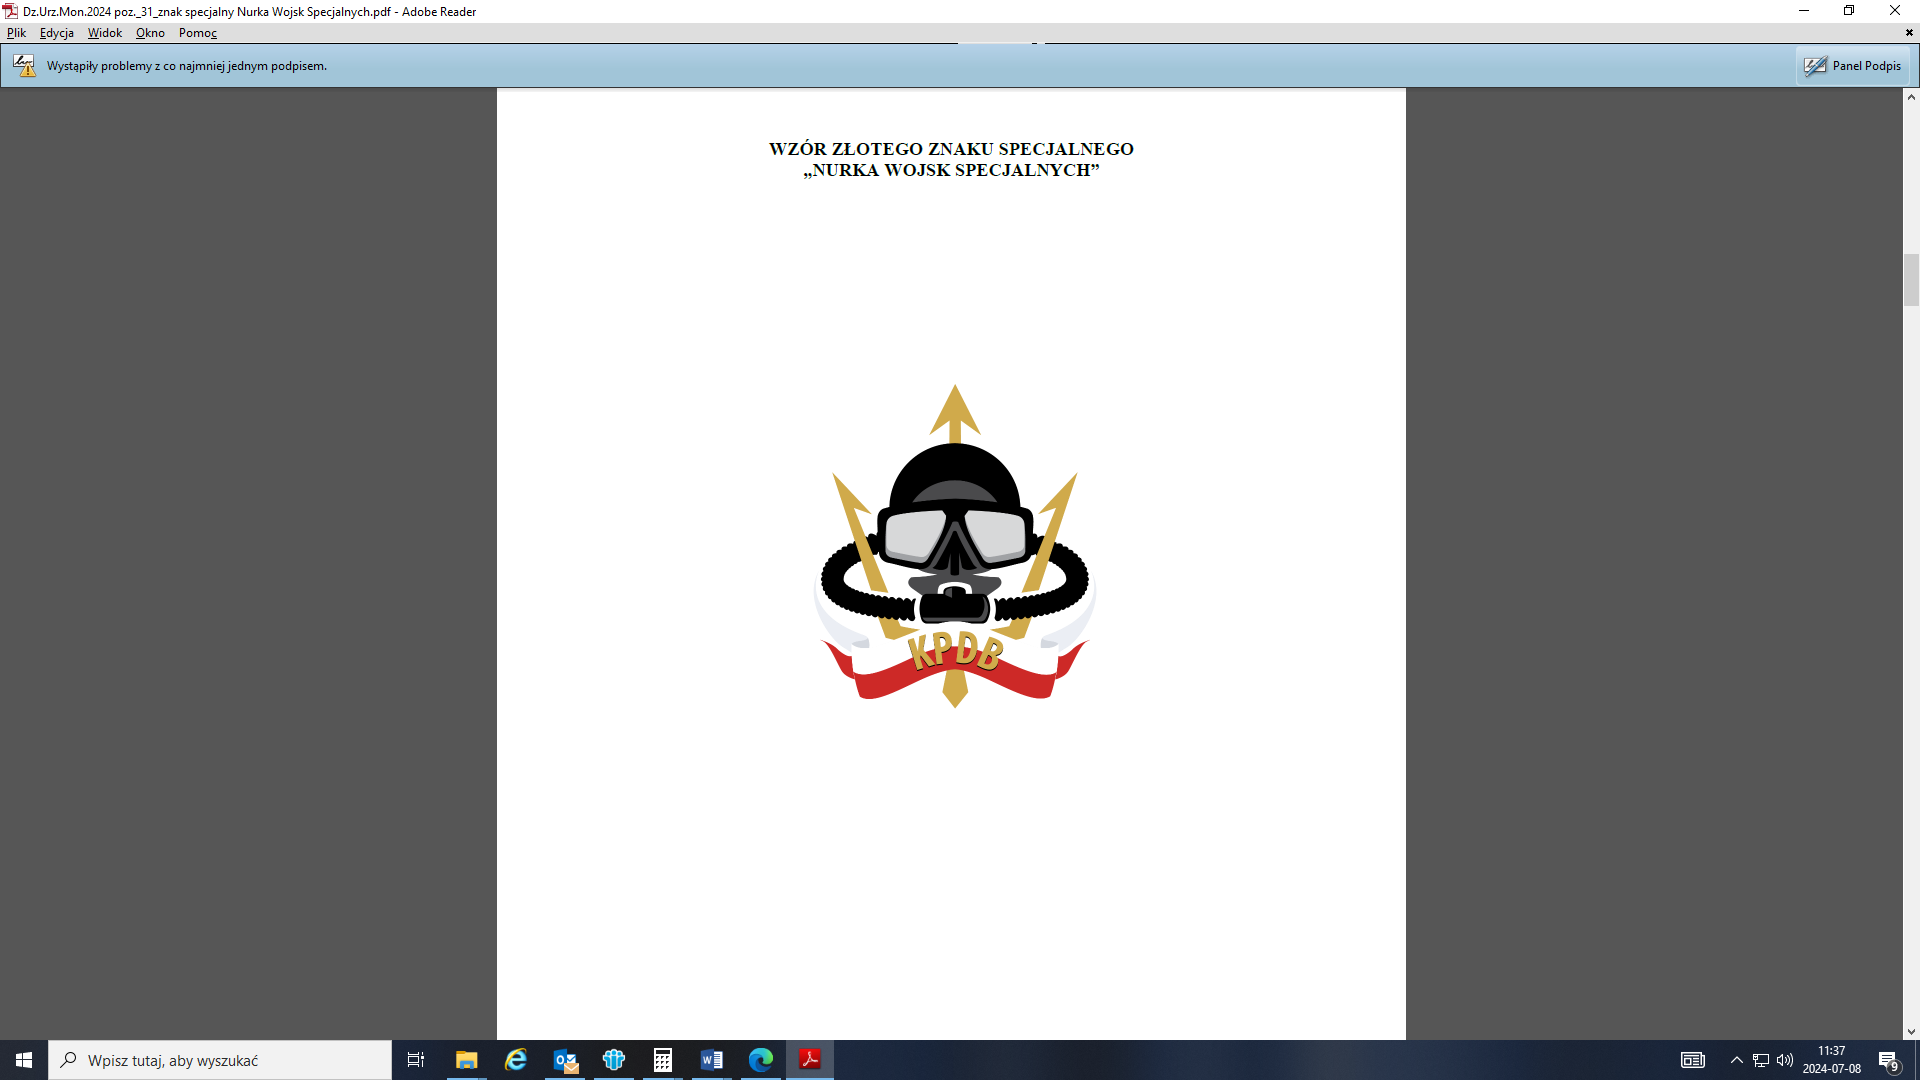 Dz.Urz.Mon.2024 poz._31_znak specjalny Nurka Wojsk Specjalnych.pdf - Adobe Reader
Plik Edycja Widok Okno Pomoc
Wystąpiły problemy z co najmniej jednym podpisem.
Panel Podpis
WZÓR ZŁOTEGO ZNAKU SPECJALNEGO
„NURKA WOJSK SPECJALNYCH”
KPDB
Wpisz tutaj, aby wyszukać
11:37
2024-07-08
9